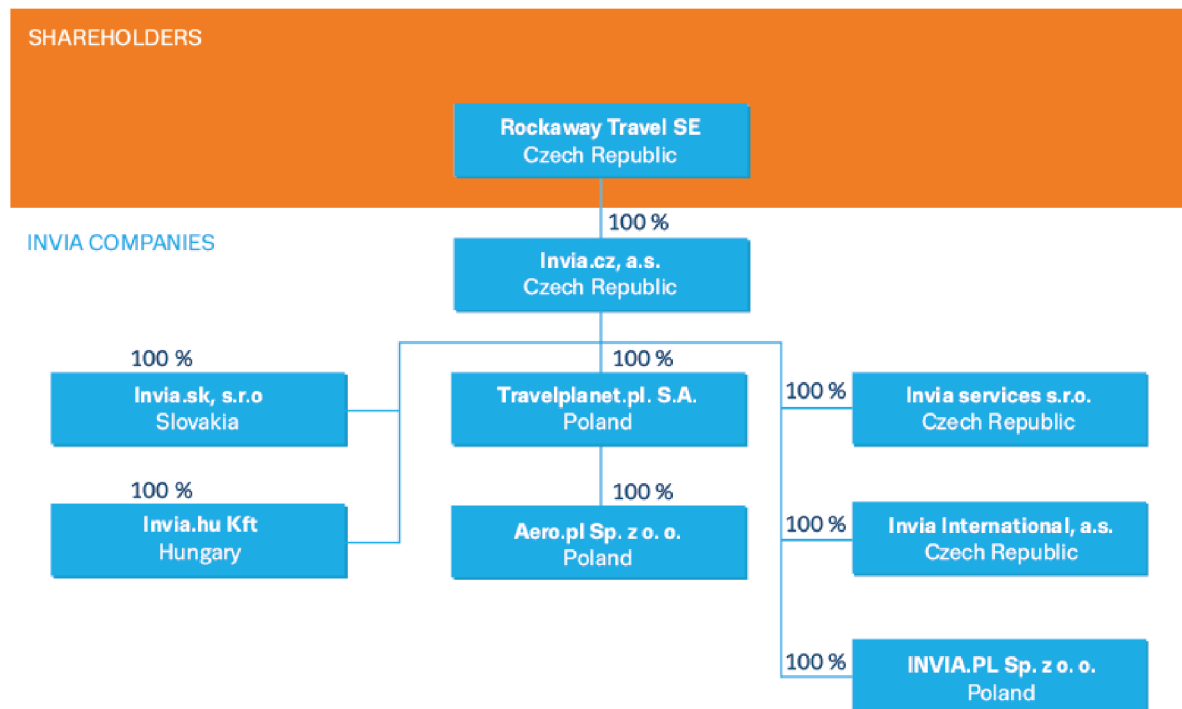 SHAREHOLDERS
Rockaway Travel SE
Czech Republic
100 %
INVIA COMPANIES
Invia.cz, a.s.
Czech Republic
100 %
Invia.sk, s.r.o
Slovakia
100 %
Travelplanet.pl. S.A.
Poland
100 %
Invia services s.r.o.
Czech Republic
100 %
Invia.hu Kft
Hungary
100 %
Aero.pl Sp. z o. o.
Poland
100 %
Invia International, a.s.
Czech Republic
100 %
INVIA.PL Sp. z o. o.
Poland